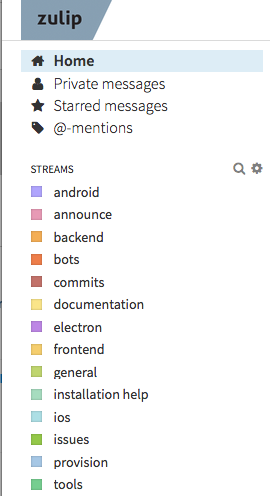 zulip
Home
Private messages
Starred messages
@-mentions
STREAMS
android
announce
backend
bots
commits
documentation
electron
frontend
general
installation help
ios
issues
provision
tools